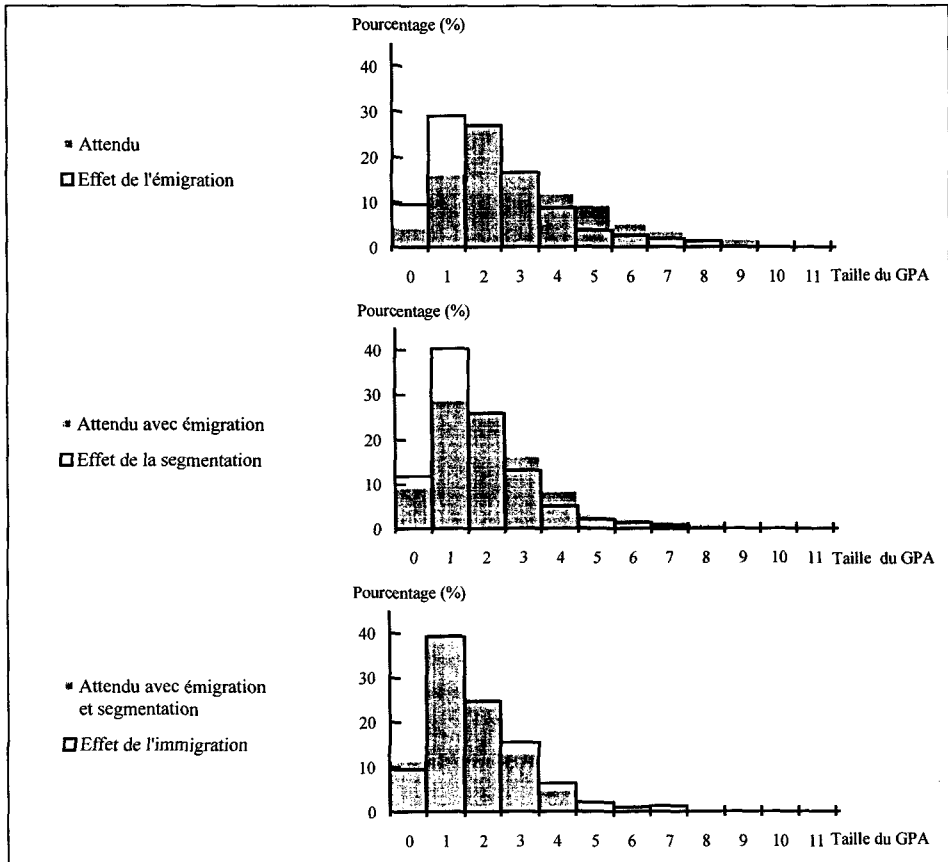 Pourcentage (%)
40
30
20
10
0
Attendu
Effet de l'émigration
0 1 2 3 4 5 6 7 8 9 10 11 Taille du GPA
Pourcentage (%)
40
30
20
10
0
Attendu avec émigration
Effet de la segmentation
0 1 2 3 4 5 6 7 8 9 10 11 Taille du GPA
Pourcentage (%)
40
30
20
10
0
Attendu avec émigration
et segmentation
Effet de l'immigration
0 1 2 3 4 5 6 7 8 9 10 11 Taille du GPA